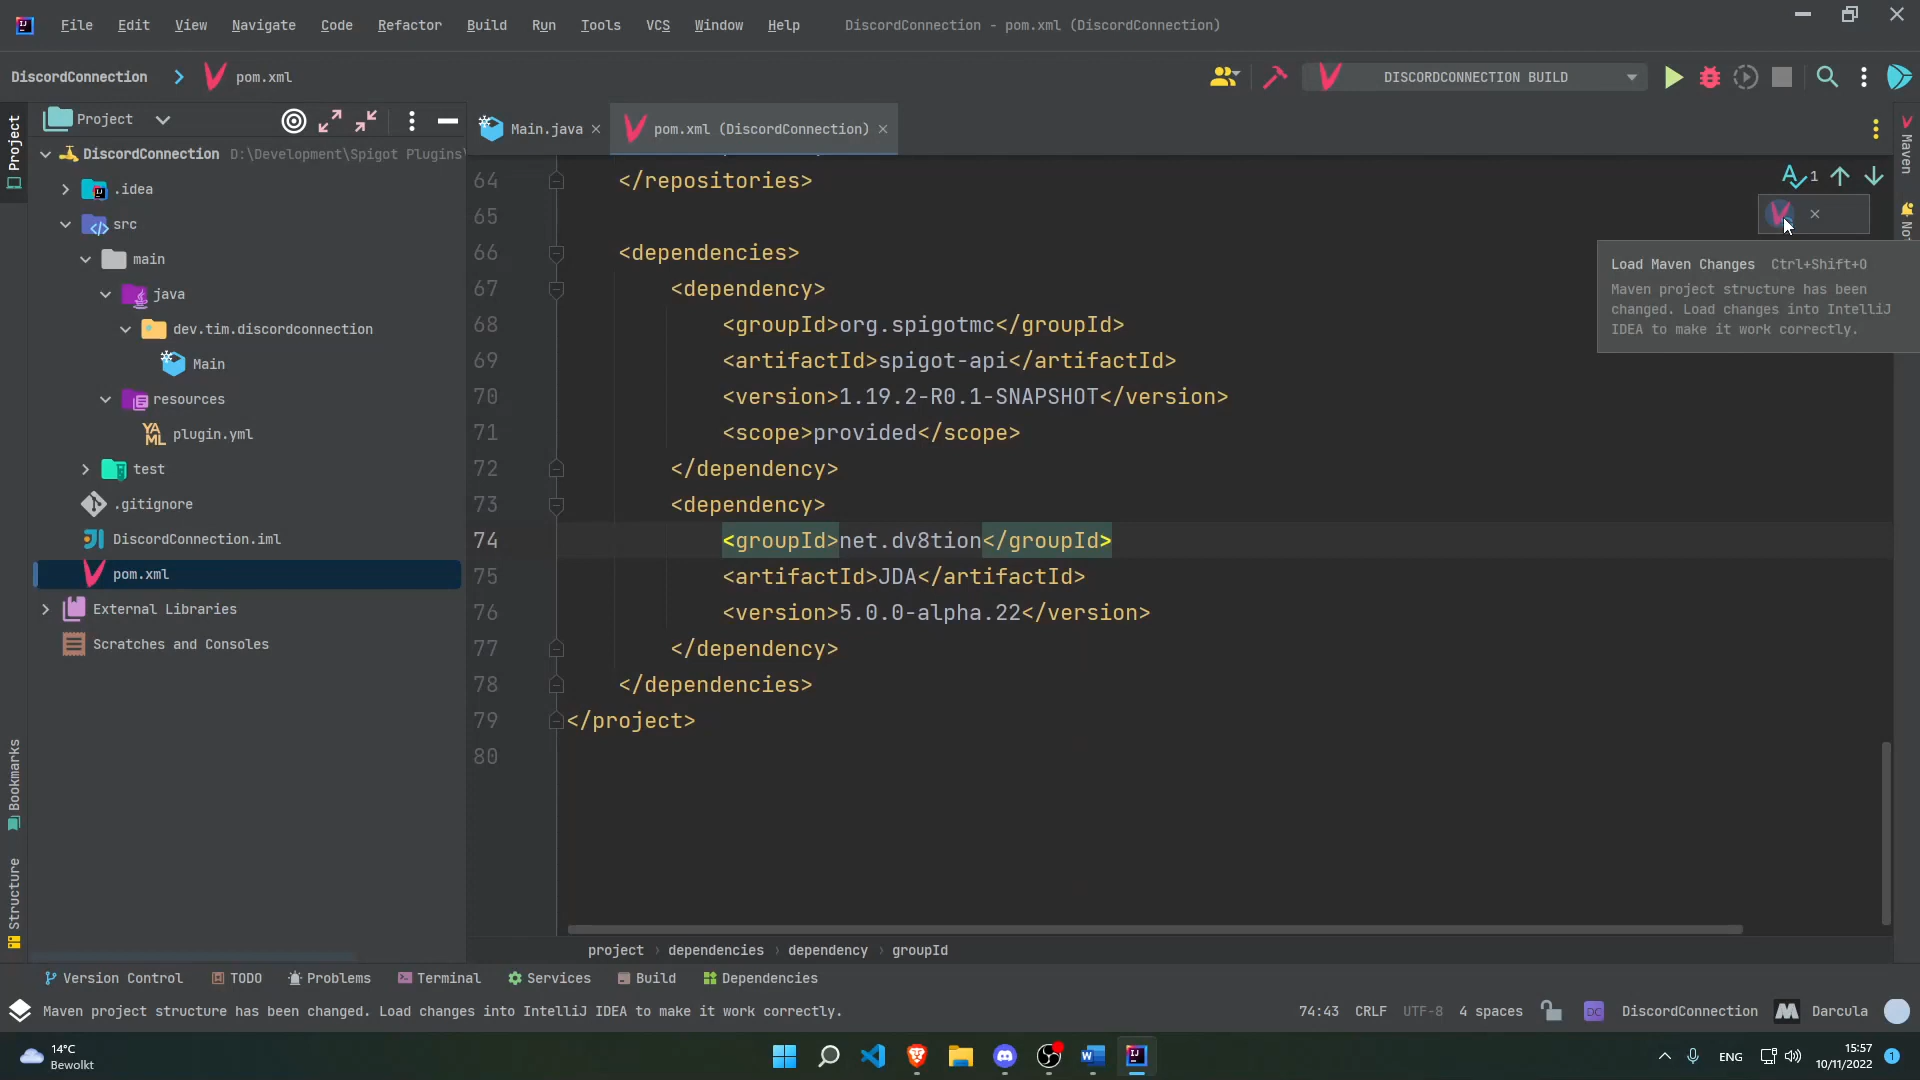 File Edit View Navigate Code Refactor Build Run Tools VCS Window Help DiscordConnection - pom.xml (DiscordConnection)
DiscordConnection pom.xml DISCORDCONNECTION BUILD
Project
Project
DiscordConnection D:\Development\Spigot Plugins\
.idea
src
main
java
dev.tim.discordconnection
Main
resources
plugin.yml
test
.gitignore
DiscordConnection.iml
pom.xml
External Libraries
Scratches and Consoles
Bookmarks
Structure
Main.java pom.xml (DiscordConnection)
1
64 </repositories>
65
66 <dependencies>
67 <dependency>
68 <groupId>org.spigotmc</groupId>
69 <artifactId>spigot-api</artifactId>
70 <version>1.19.2-R0.1-SNAPSHOT</version>
71 <scope>provided</scope>
72 </dependency>
73 <dependency>
74 <groupId>net.dv8tion</groupId>
75 <artifactId>JDA</artifactId>
76 <version>5.0.0-alpha.22</version>
77 </dependency>
78 </dependencies>
79 </project>
80
Load Maven Changes Ctrl+Shift+O
Maven project structure has been
changed. Load changes into IntelliJ
IDEA to make it work correctly.
Maven
Not
project dependencies dependency groupId
Version Control TODO Problems Terminal Services Build Dependencies
Maven project structure has been changed. Load changes into IntelliJ IDEA to make it work correctly. 74:43 CRLF UTF-8 4 spaces DC DiscordConnection Darcula
14°C
Bewolkt
ENG
15:57
10/11/2022
1